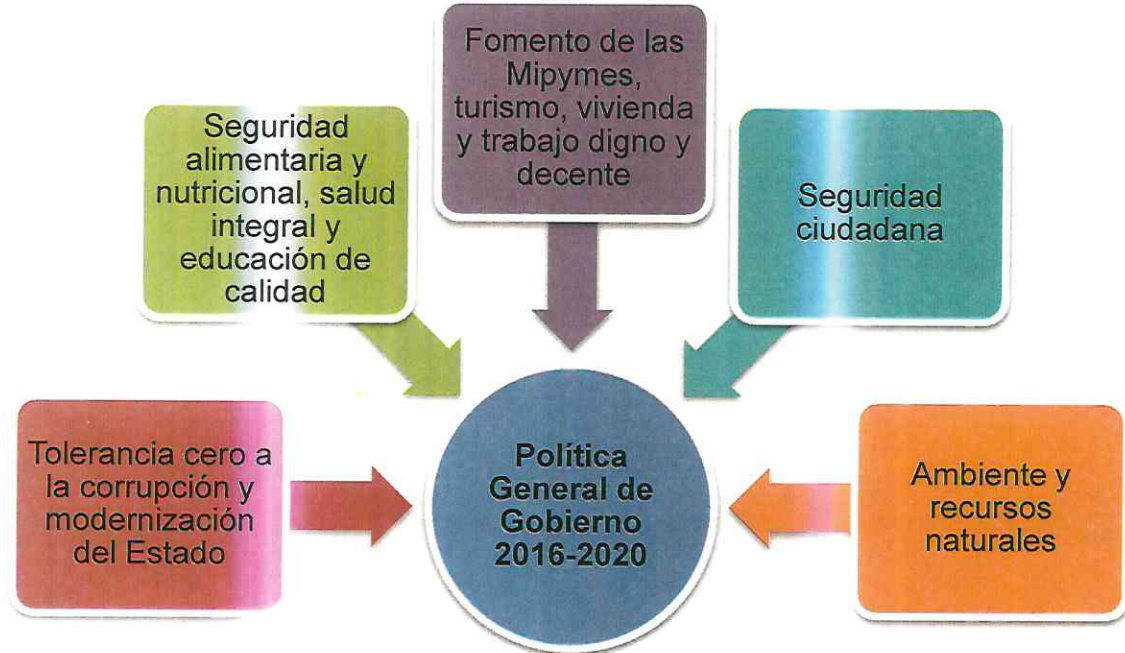 Fomento de las
Mipymes,
turismo, vivienda
y trabajo digno y
decente
Seguridad
alimentaria y
nutricional, salud
integral y
educación de
calidad
Seguridad
ciudadana
Tolerancia cero a
la corrupción y
modernización
del Estado
Política
General de
Gobierno
2016-2020
Ambiente y
recursos
naturales